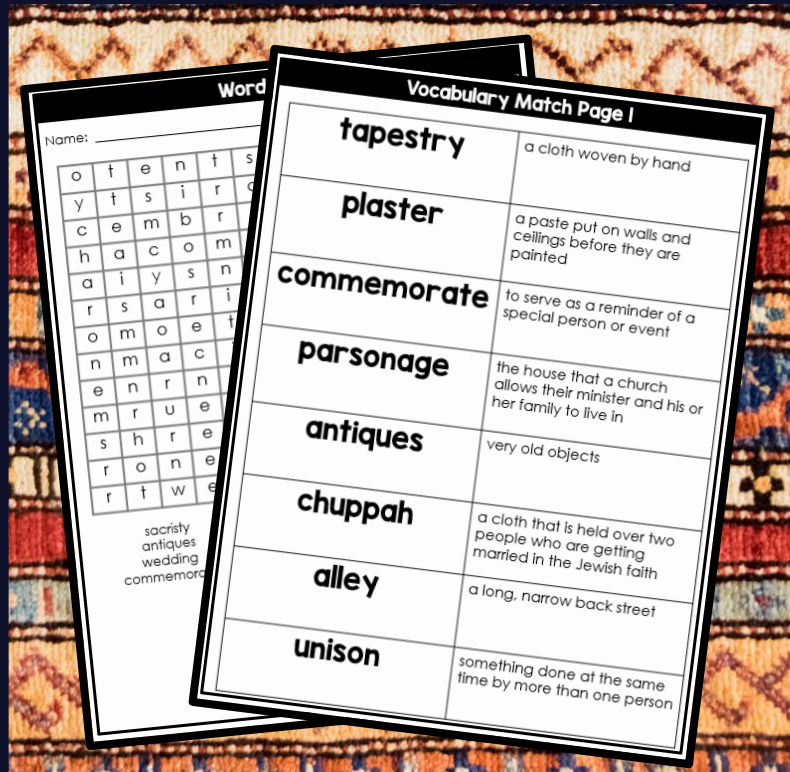 Word
Name:
o t e n t s
y t s i r
c e m b r
h a c o m
a i y s n
r s a r i
o m o e t
n m a c
e n r n
m r u e
s h r e
r o n e
r t w e
sacristy
antiques
wedding
commemora
Vocabulary Match Page 1
tapestry
a cloth woven by hand
plaster
a paste put on walls and
ceilings before they are
painted
commemorate
to serve as a reminder of a
special person or event
parsonage
the house that a church
allows their minister and his or
her family to live in
antiques
very old objects
chuppah
a cloth that is held over two
people who are getting
married in the Jewish faith
alley
a long, narrow back street
unison
something done at the same
time by more than one person